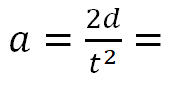 a = 2d/t² =